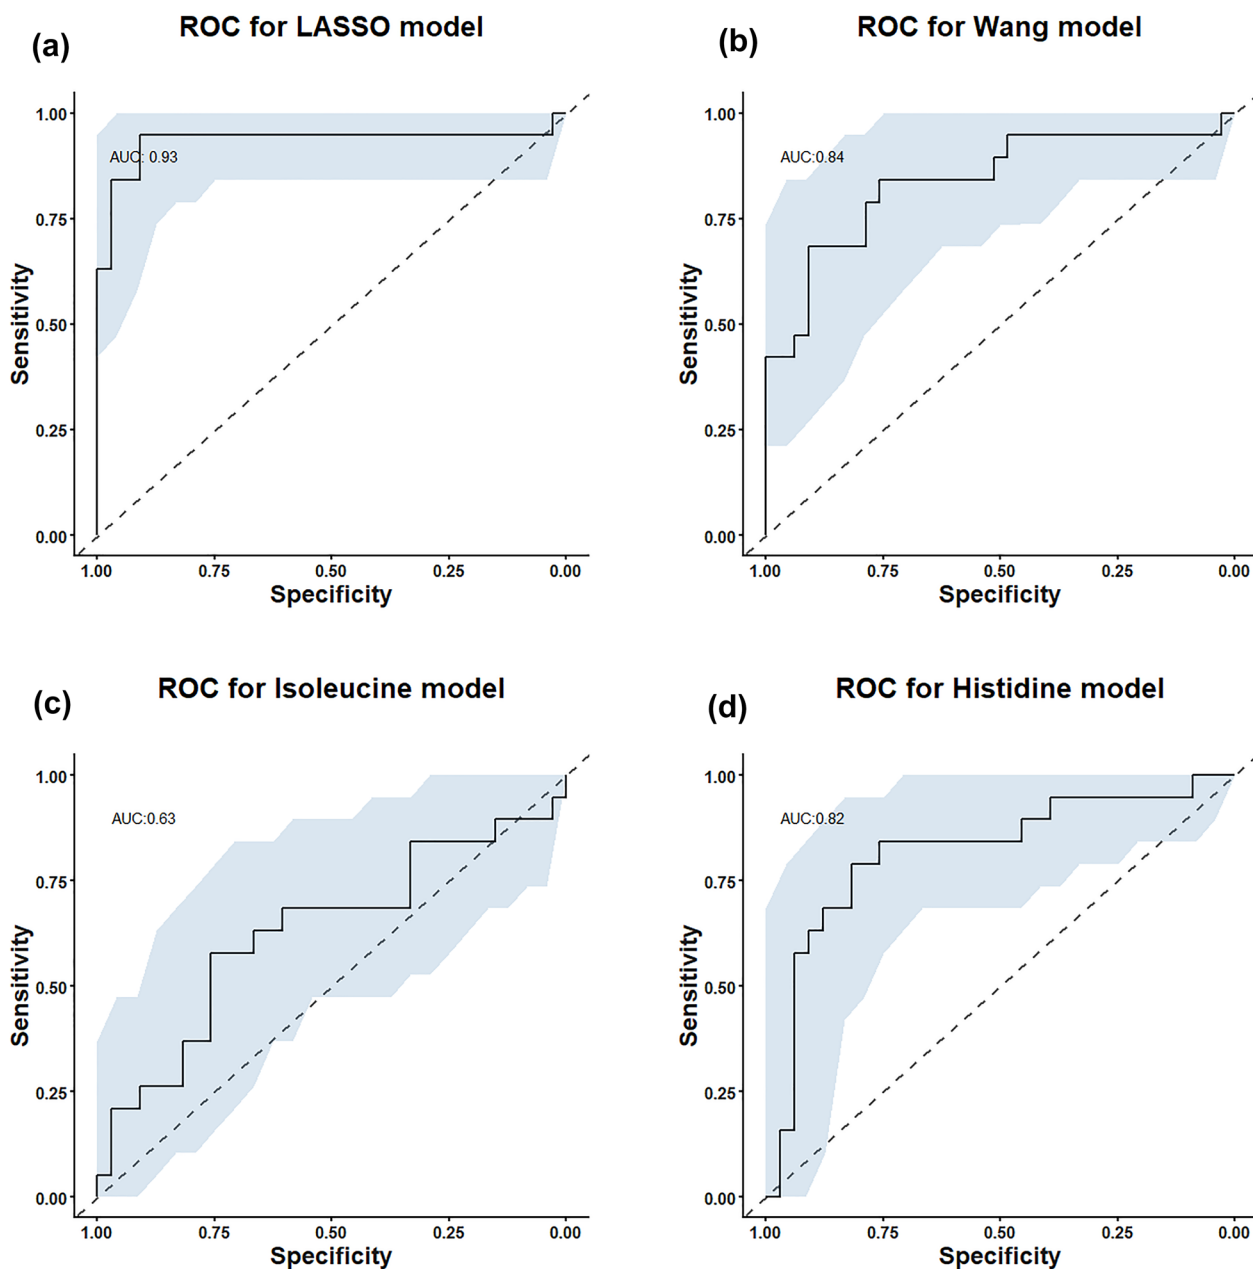 (a)
ROC for LASSO model
1.00
0.75
0.50
0.25
0.00
Sensitivity
AUC: 0.93
1.00 0.75 0.50 0.25 0.00
Specificity
(b)
ROC for Wang model
1.00
0.75
0.50
0.25
0.00
Sensitivity
AUC:0.84
1.00 0.75 0.50 0.25 0.00
Specificity
(c)
ROC for Isoleucine model
1.00
0.75
0.50
0.25
0.00
Sensitivity
AUC:0.63
1.00 0.75 0.50 0.25 0.00
Specificity
(d)
ROC for Histidine model
1.00
0.75
0.50
0.25
0.00
Sensitivity
AUC:0.82
1.00 0.75 0.50 0.25 0.00
Specificity